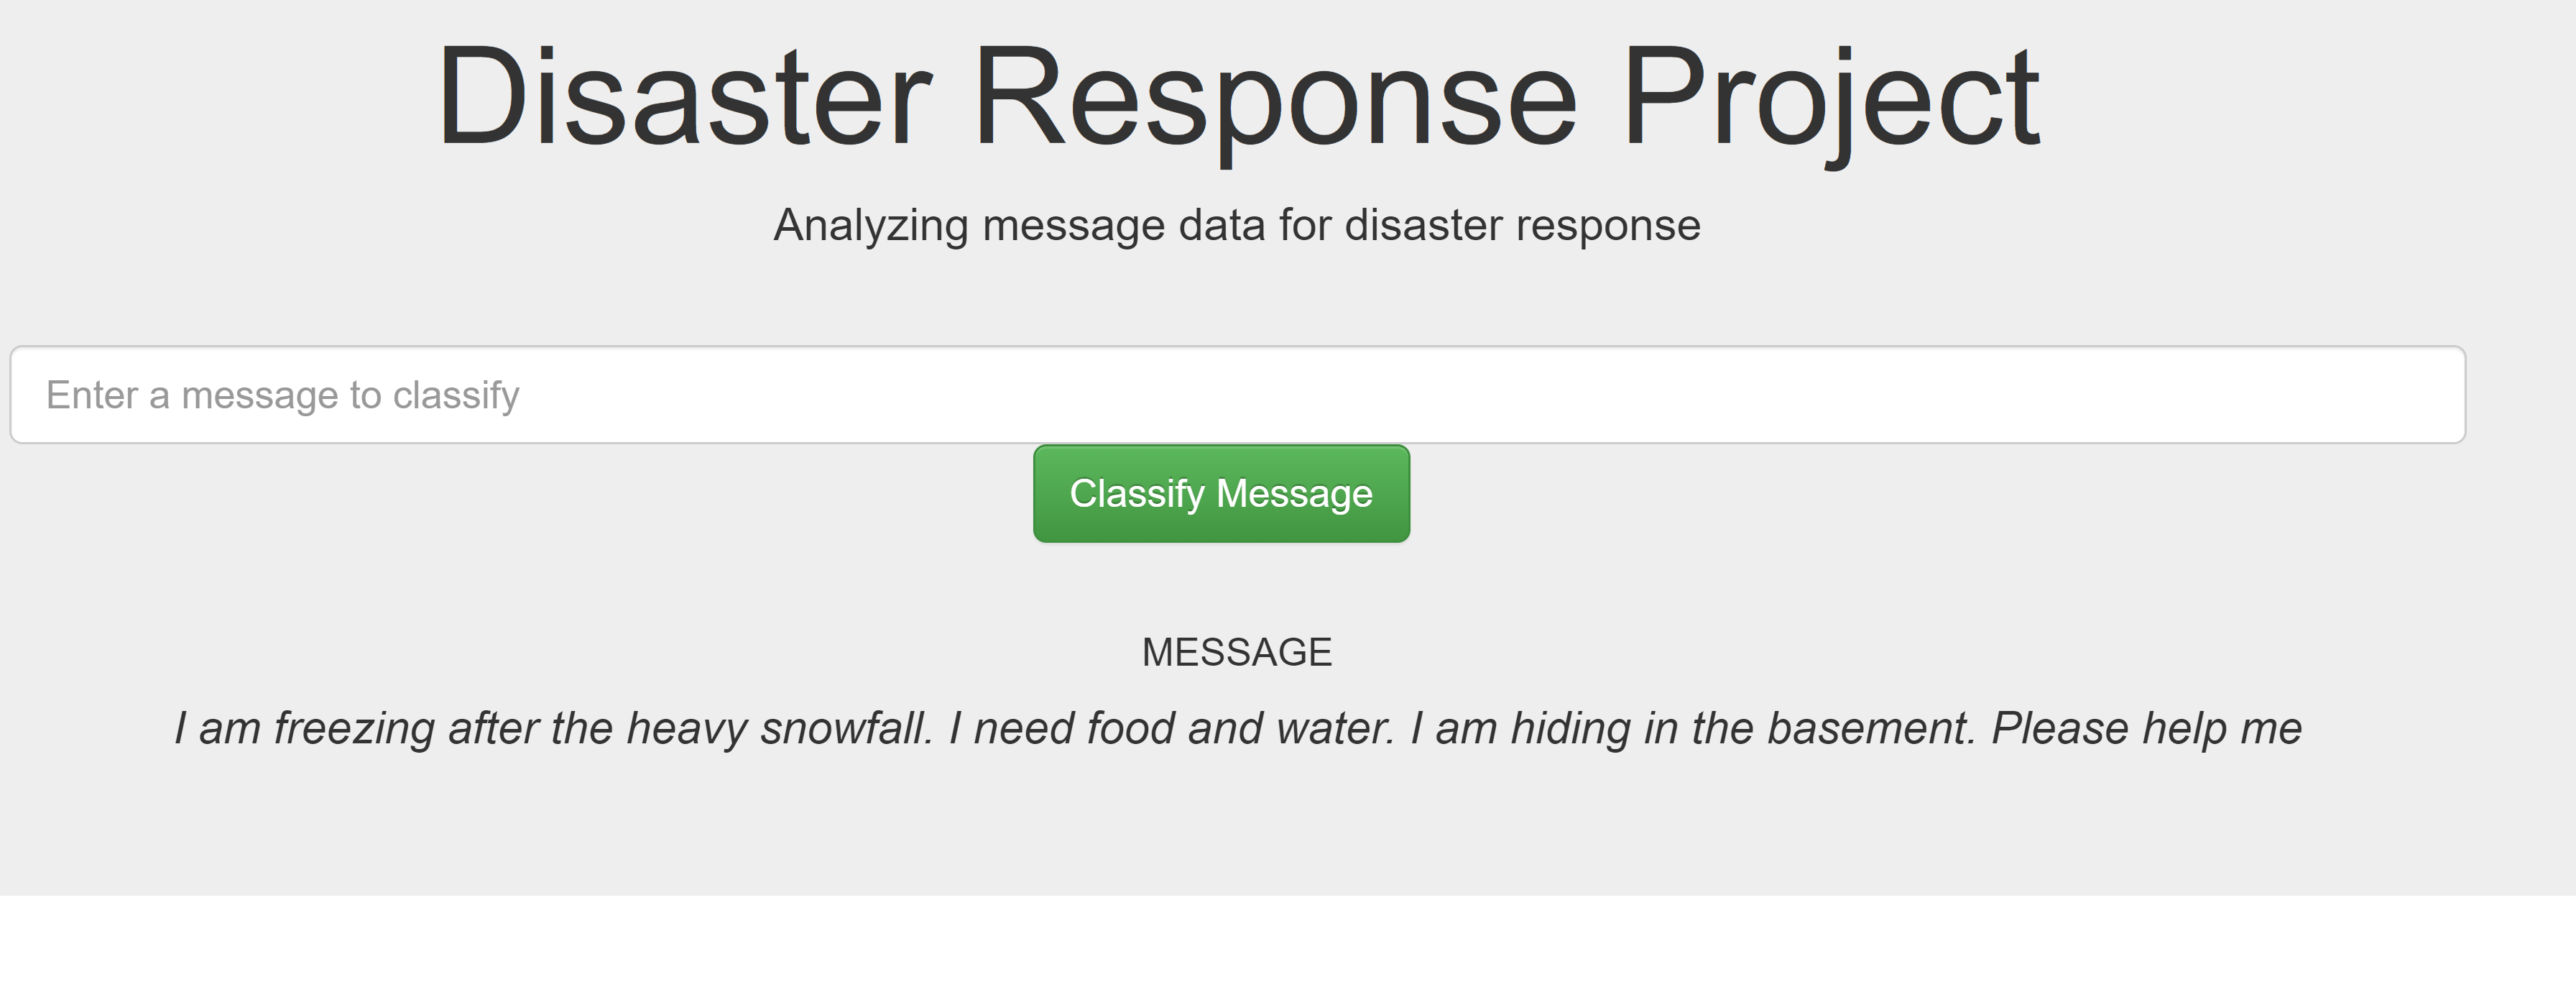 Disaster Response Project
Analyzing message data for disaster response
Enter a message to classify
Classify Message
MESSAGE
I am freezing after the heavy snowfall. I need food and water. I am hiding in the basement. Please help me